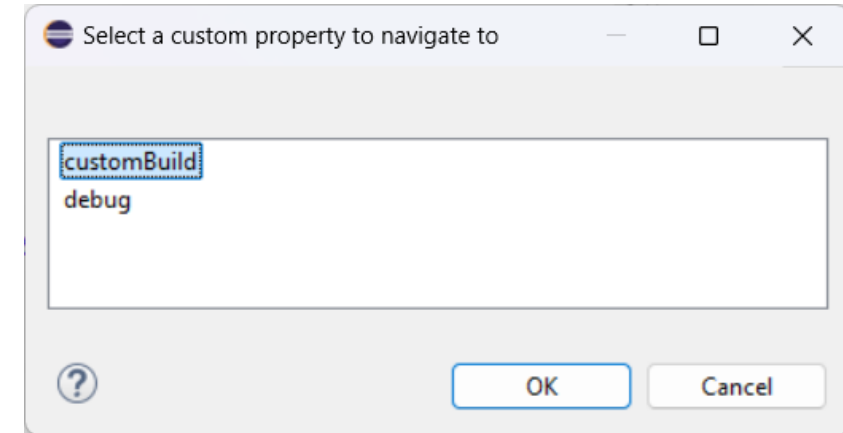 Select a custom property to navigate to
customBuild
debug
?
OK
Cancel